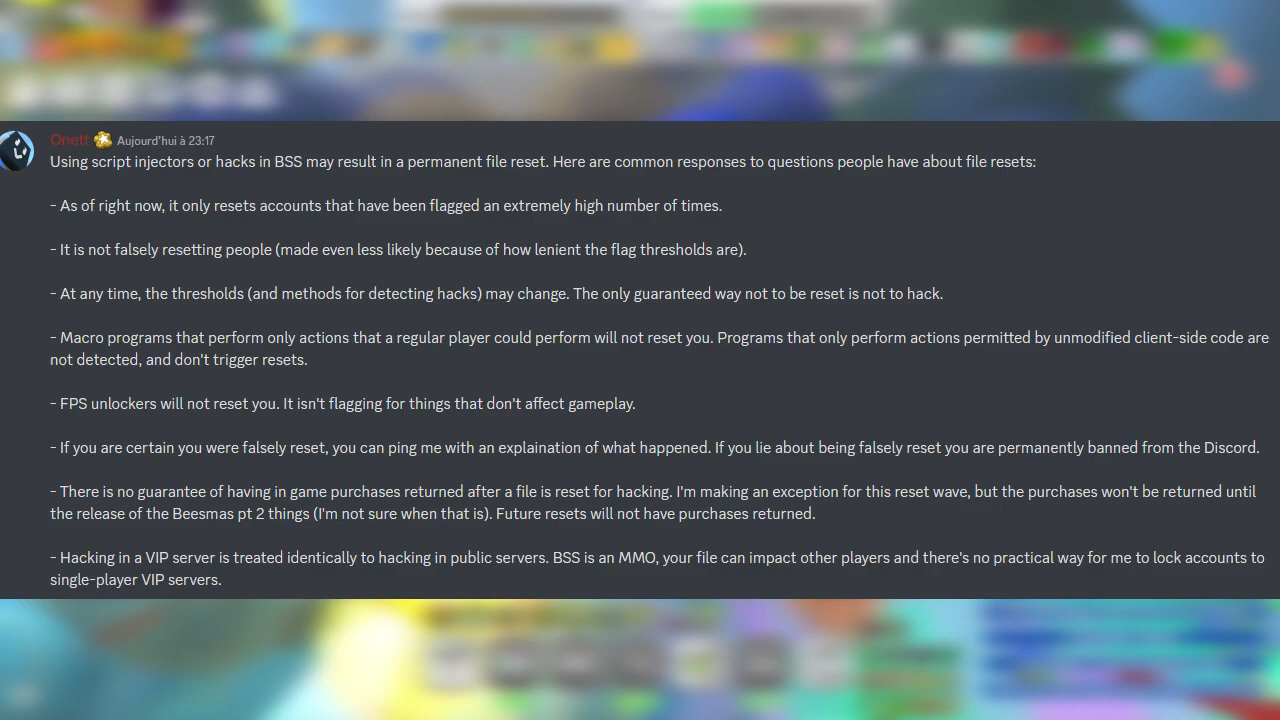 Onett Aujourd'hui à 23:17
Using script injectors or hacks in BSS may result in a permanent file reset. Here are common responses to questions people have about file resets:
- As of right now, it only resets accounts that have been flagged an extremely high number of times.
- It is not falsely resetting people (made even less likely because of how lenient the flag thresholds are).
- At any time, the thresholds (and methods for detecting hacks) may change. The only guaranteed way not to be reset is not to hack.
- Macro programs that perform only actions that a regular player could perform will not reset you. Programs that only perform actions permitted by unmodified client-side code are
not detected, and don't trigger resets.
- FPS unlockers will not reset you. It isn't flagging for things that don't affect gameplay.
- If you are certain you were falsely reset, you can ping me with an explaination of what happened. If you lie about being falsely reset you are permanently banned from the Discord.
- There is no guarantee of having in game purchases returned after a file is reset for hacking. I'm making an exception for this reset wave, but the purchases won't be returned until
the release of the Beesmas pt 2 things (I'm not sure when that is). Future resets will not have purchases returned.
- Hacking in a VIP server is treated identically to hacking in public servers. BSS is an MMO, your file can impact other players and there's no practical way for me to lock accounts to
single-player VIP servers.